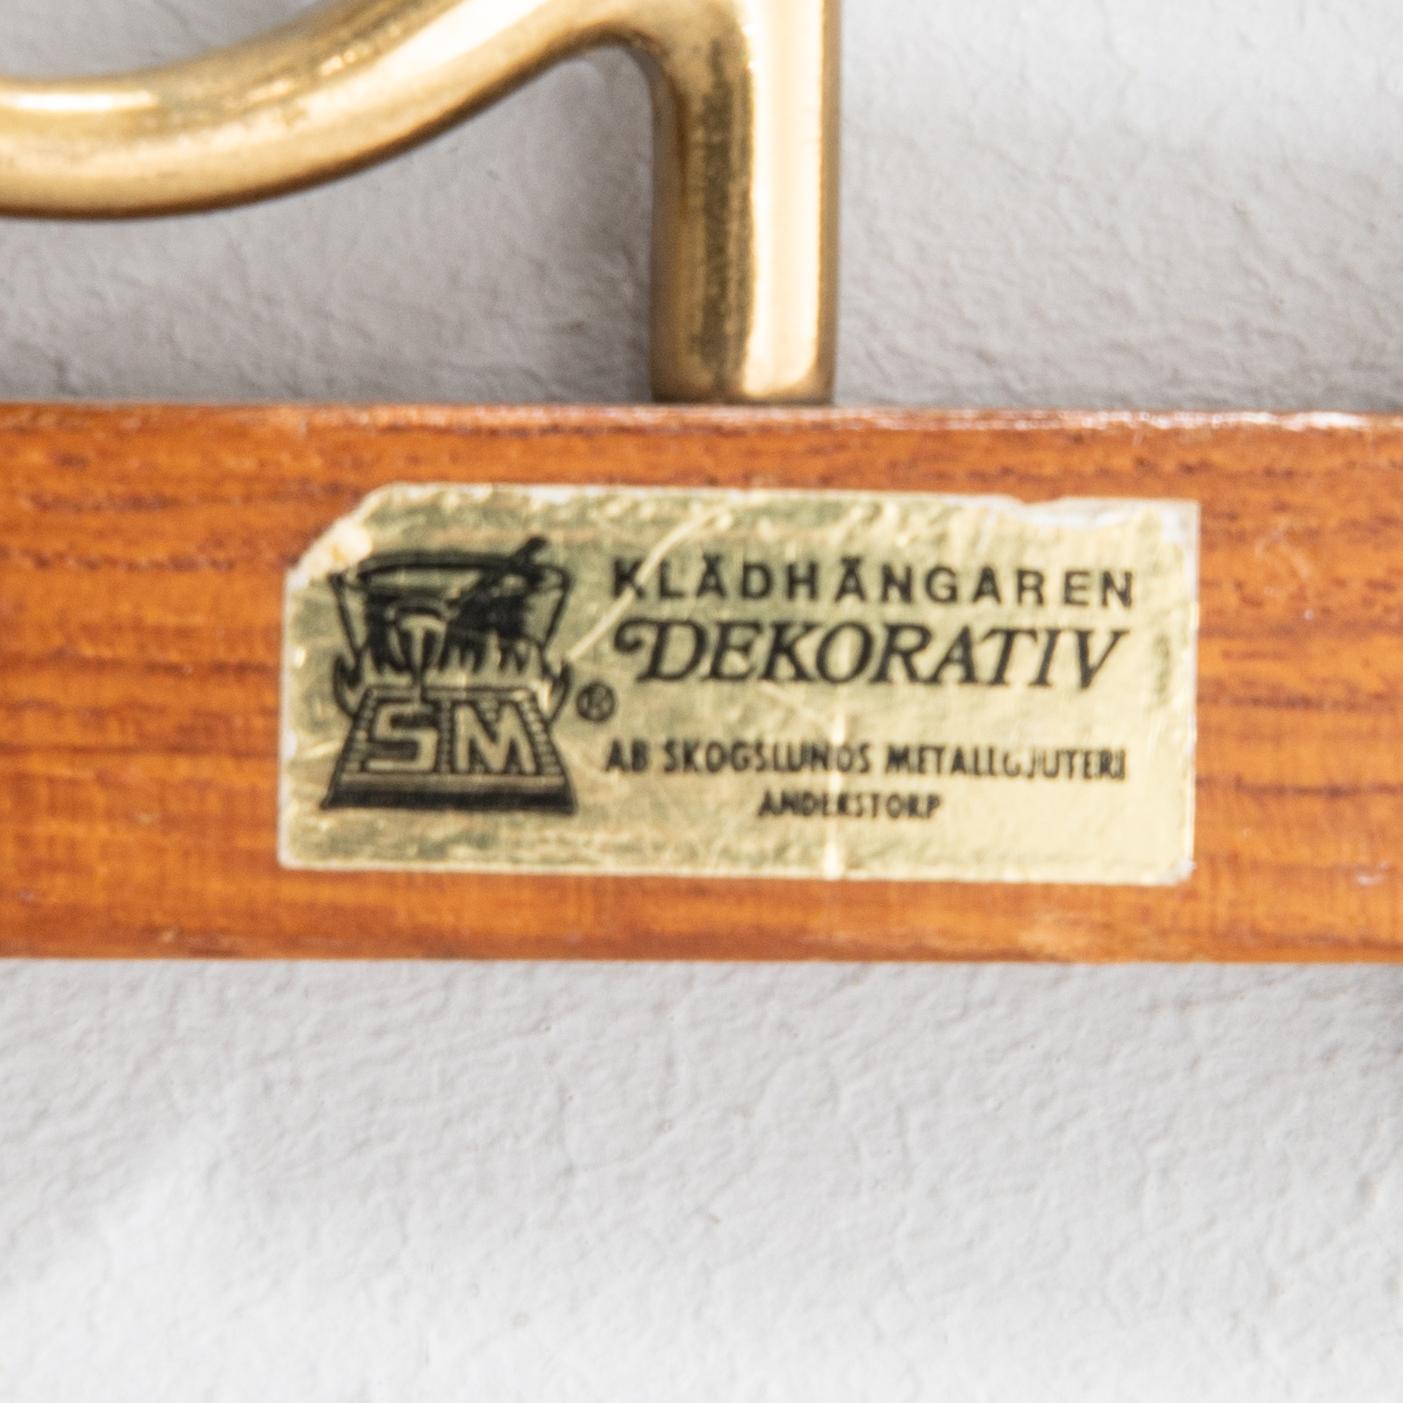 KLÄDHÄNGAREN
DEKORATIV
SM ®
AB SKOGSLUNDS METALLGJUTERI
ANDERSTORP